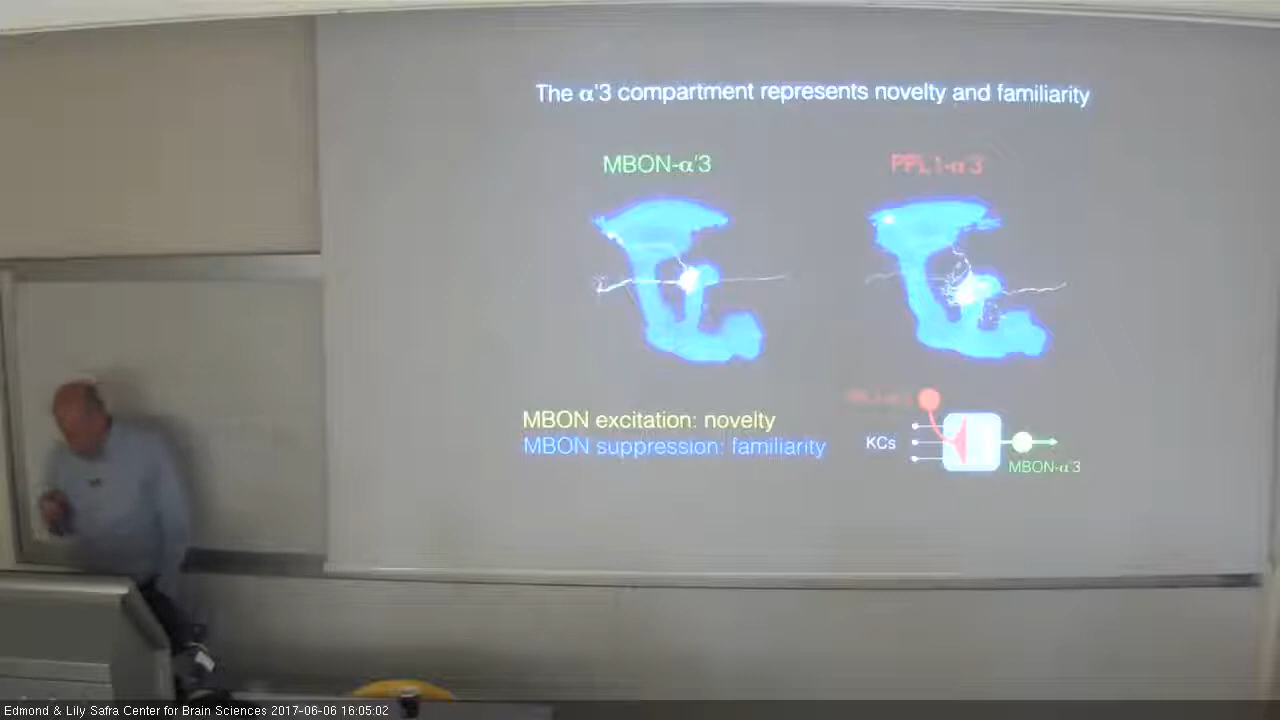 The α'3 compartment represents novelty and familiarity
MBON-α'3
PPL1-α'3
MBON excitation: novelty
MBON suppression: familiarity
KCs
MBON-α'3
Edmond & Lily Safra Center for Brain Sciences 2017-06-06 16:05:02